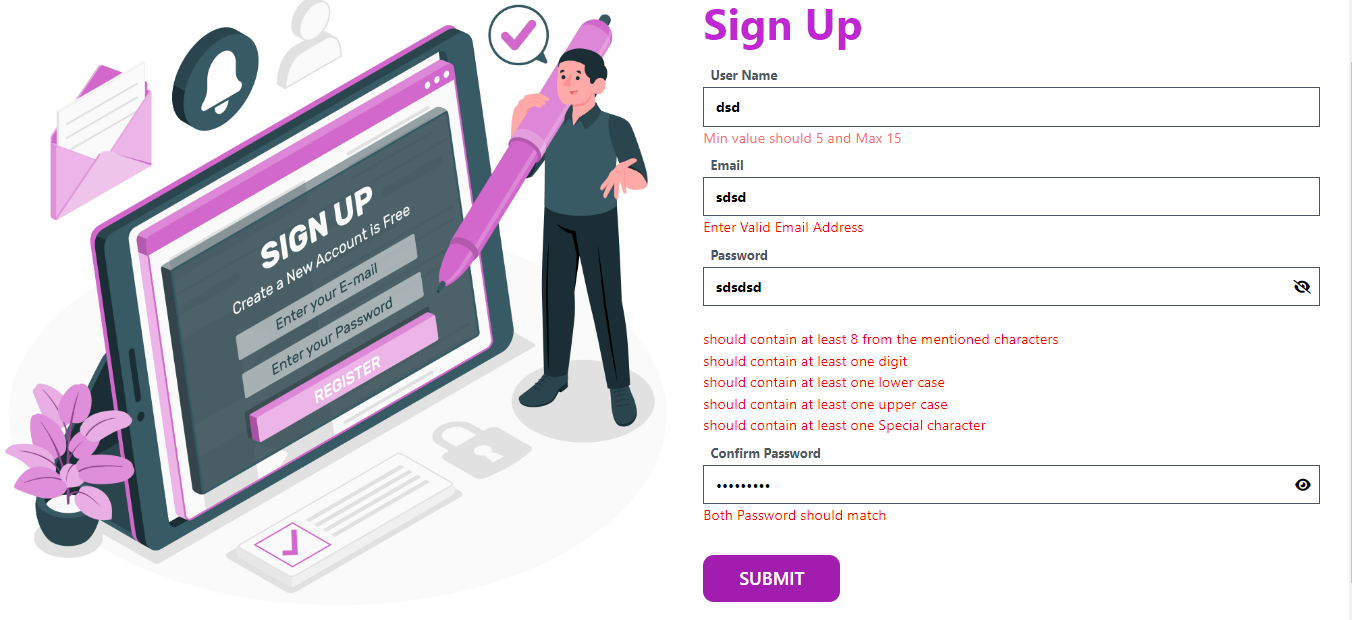 SIGN UP
Create a New Account is Free
Enter your E-mail
Enter your Password
REGISTER
Sign Up
User Name
dsd
Min value should 5 and Max 15
Email
sdsd
Enter Valid Email Address
Password
sdsdsd
should contain at least 8 from the mentioned characters
should contain at least one digit
should contain at least one lower case
should contain at least one upper case
should contain at least one Special character
Confirm Password
•••••••••
Both Password should match
SUBMIT